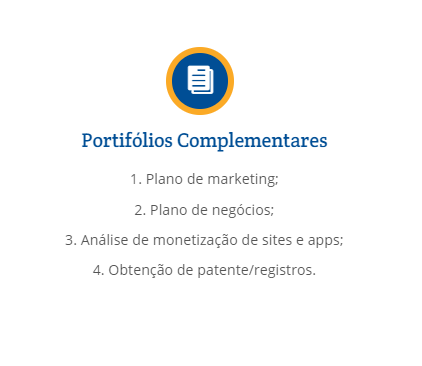 Portifólios Complementares
1. Plano de marketing;
2. Plano de negócios;
3. Análise de monetização de sites e apps;
4. Obtenção de patente/registros.